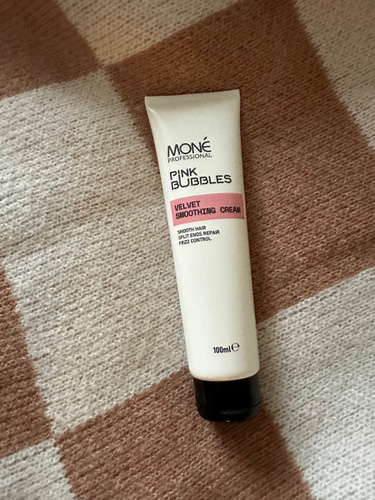 MONÉ
PROFESSIONAL
PINK
BUBBLES
VELVET
SMOOTHING CREAM
SMOOTH HAIR
SPLIT ENDS REPAIR
FRIZZ CONTROL
100ml℮